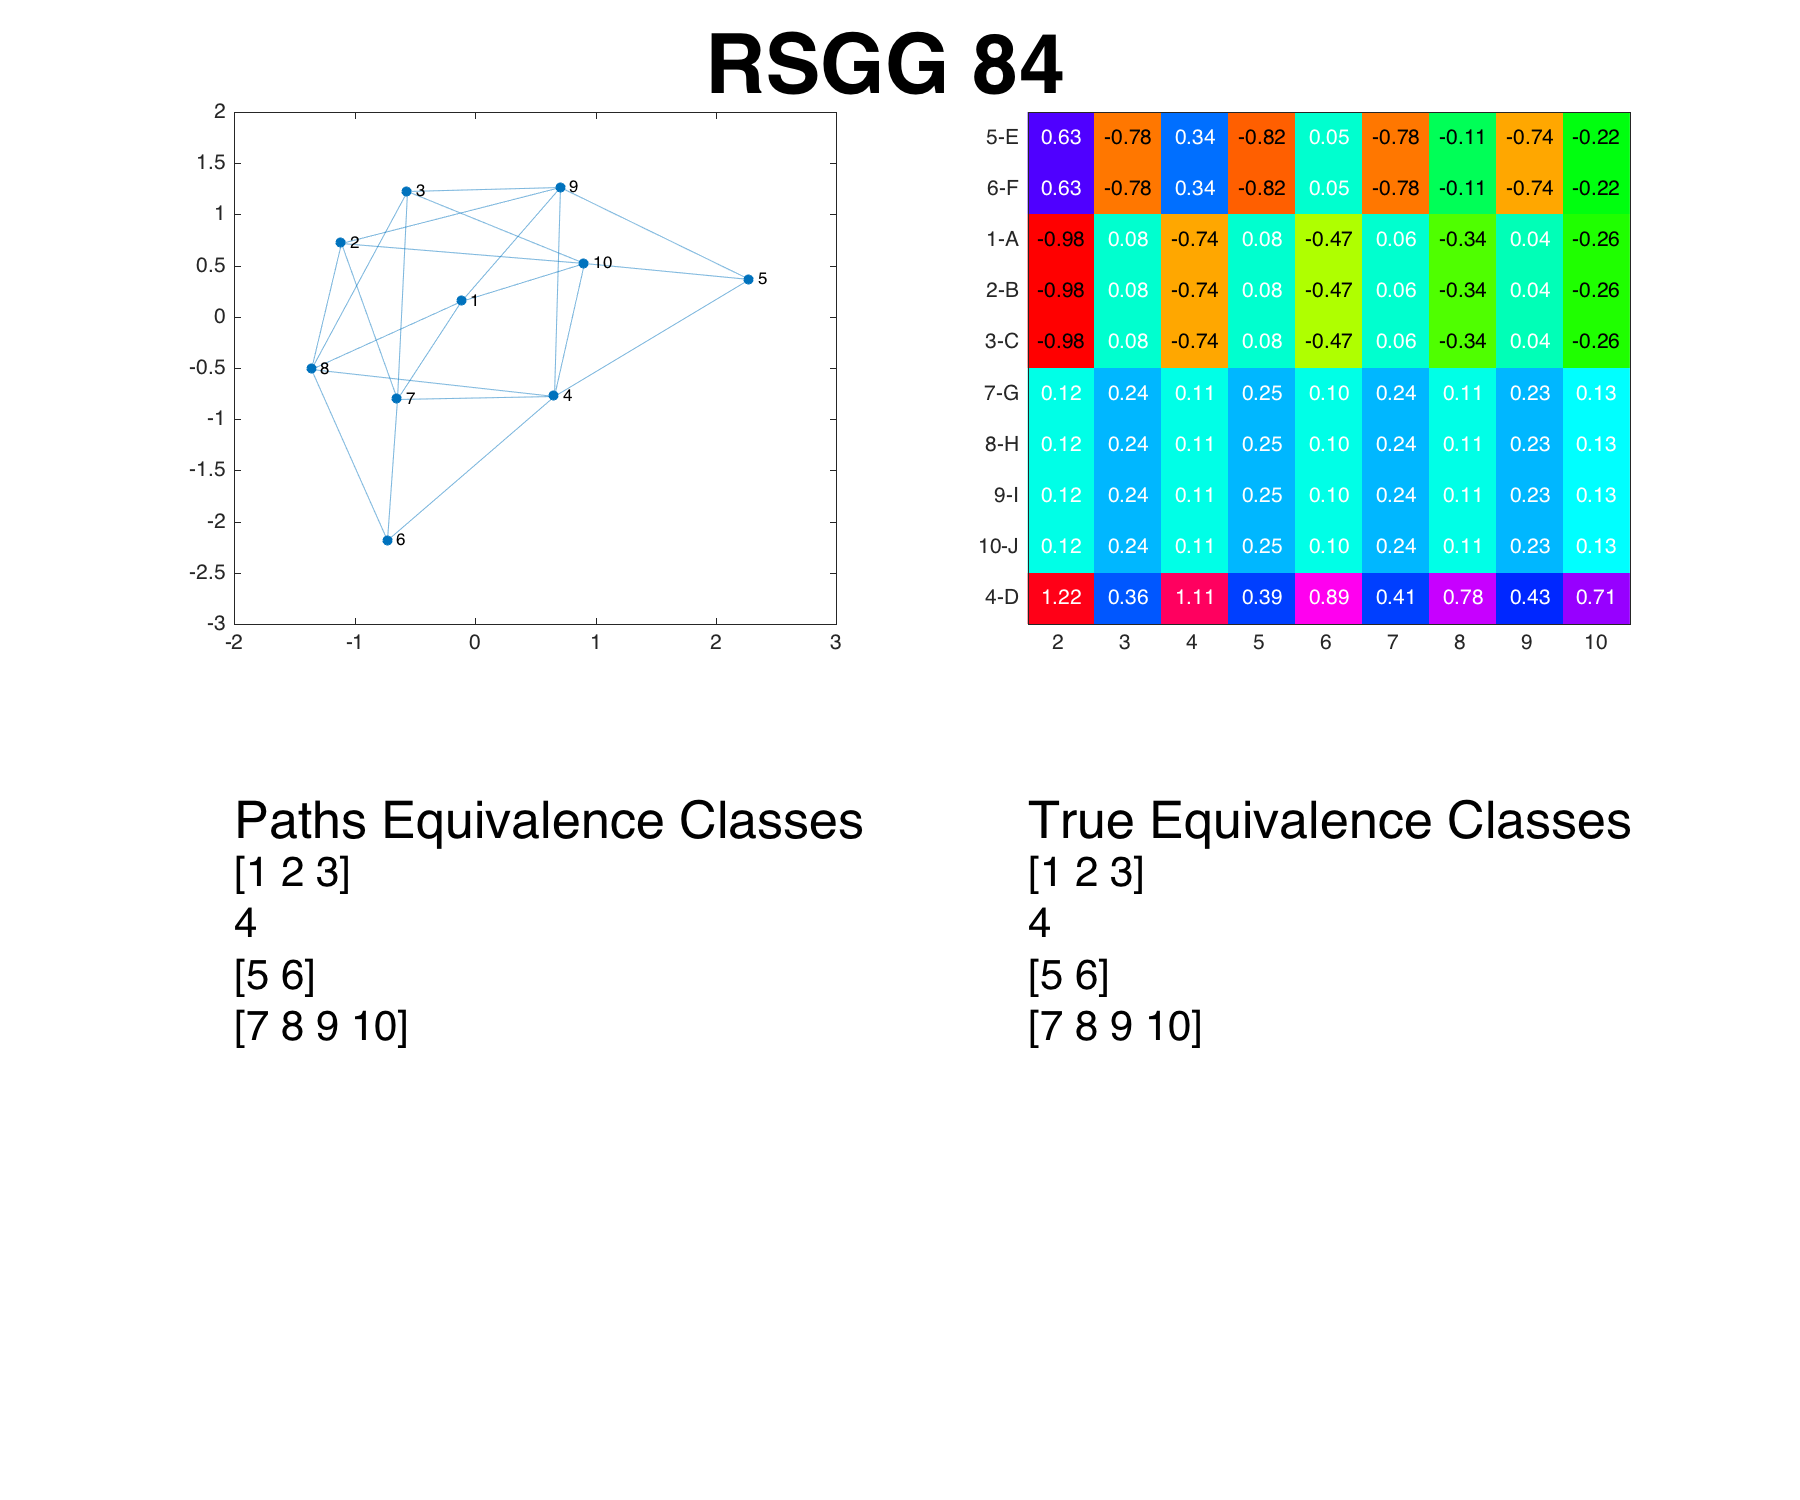 RSGG 84
2
1.5
1
0.5
0
-0.5
-1
-1.5
-2
-2.5
-3
-2 -1 0 1 2 3
3
9
2
10
5
1
8
7
4
6
5-E 0.63 -0.78 0.34 -0.82 0.05 -0.78 -0.11 -0.74 -0.22
6-F 0.63 -0.78 0.34 -0.82 0.05 -0.78 -0.11 -0.74 -0.22
1-A -0.98 0.08 -0.74 0.08 -0.47 0.06 -0.34 0.04 -0.26
2-B -0.98 0.08 -0.74 0.08 -0.47 0.06 -0.34 0.04 -0.26
3-C -0.98 0.08 -0.74 0.08 -0.47 0.06 -0.34 0.04 -0.26
7-G 0.12 0.24 0.11 0.25 0.10 0.24 0.11 0.23 0.13
8-H 0.12 0.24 0.11 0.25 0.10 0.24 0.11 0.23 0.13
9-I 0.12 0.24 0.11 0.25 0.10 0.24 0.11 0.23 0.13
10-J 0.12 0.24 0.11 0.25 0.10 0.24 0.11 0.23 0.13
4-D 1.22 0.36 1.11 0.39 0.89 0.41 0.78 0.43 0.71
2 3 4 5 6 7 8 9 10
Paths Equivalence Classes
[1 2 3]
4
[5 6]
[7 8 9 10]
True Equivalence Classes
[1 2 3]
4
[5 6]
[7 8 9 10]